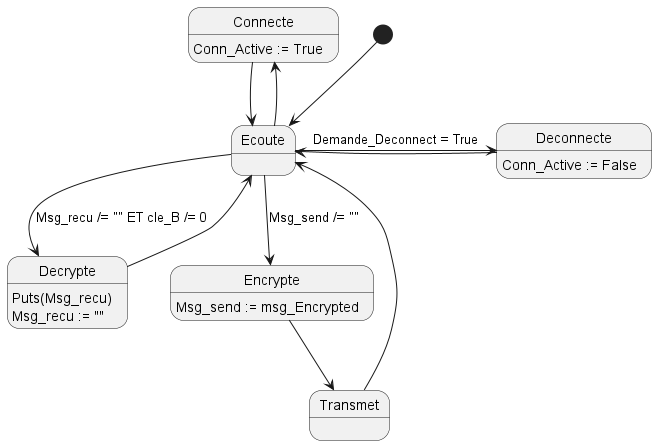 Connecte
Conn_Active := True
Ecoute
Demande_Deconnect = True
Deconnecte
Conn_Active := False
Msg_recu /= "" ET cle_B /= 0
Msg_send /= ""
Decrypte
Puts(Msg_recu)
Msg_recu := ""
Encrypte
Msg_send := msg_Encrypted
Transmet